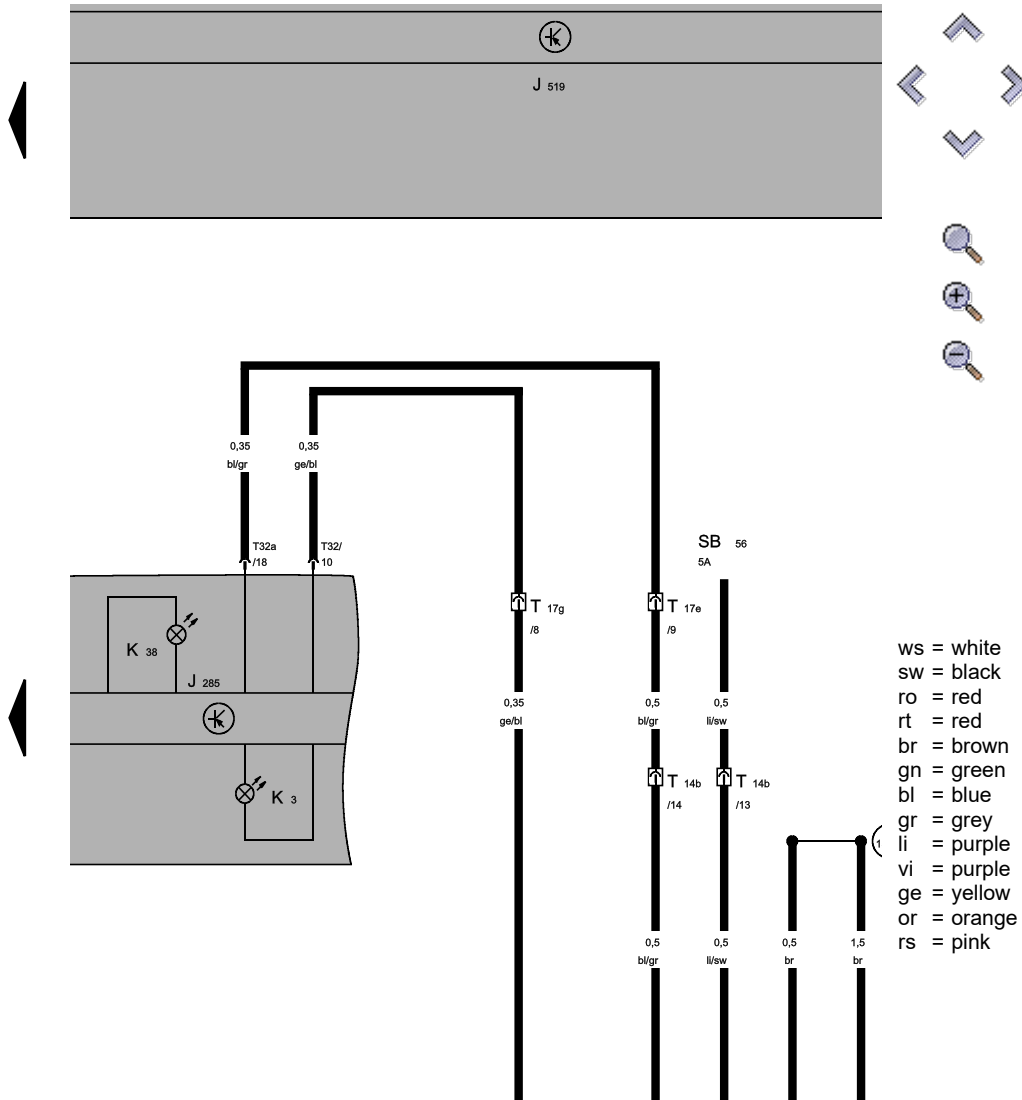 J 519
0,35
bl/gr
0,35
ge/bl
T32a
/18
T32/
10
SB 56
5A
T 17g
/8
T 17e
/9
K 38
J 285
K 3
0,35
ge/bl
0,5
bl/gr
0,5
li/sw
T 14b
/14
T 14b
/13
1
0,5
bl/gr
0,5
li/sw
0,5
br
1,5
br
ws = white
sw = black
ro = red
rt = red
br = brown
gn = green
bl = blue
gr = grey
li = purple
vi = purple
ge = yellow
or = orange
rs = pink